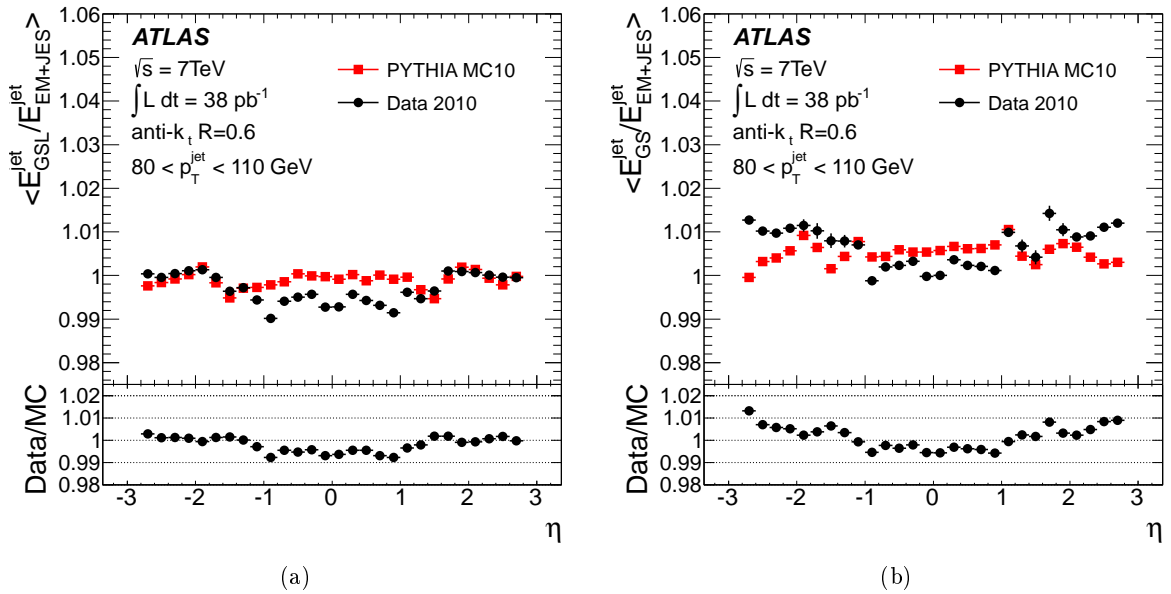 <E^jet_GSL/E^jet_EM+JES>
1.06
1.05
1.04
1.03
1.02
1.01
1
0.99
0.98
ATLAS
√s = 7TeV
∫L dt = 38 pb⁻¹
anti-k_t R=0.6
80 < p_T^jet < 110 GeV
PYTHIA MC10
Data 2010
Data/MC
1.02
1.01
1
0.99
0.98
-3 -2 -1 0 1 2 3
η
(a)
<E^jet_GS/E^jet_EM+JES>
1.06
1.05
1.04
1.03
1.02
1.01
1
0.99
0.98
ATLAS
√s = 7TeV
∫L dt = 38 pb⁻¹
anti-k_t R=0.6
80 < p_T^jet < 110 GeV
PYTHIA MC10
Data 2010
Data/MC
1.02
1.01
1
0.99
0.98
-3 -2 -1 0 1 2 3
η
(b)